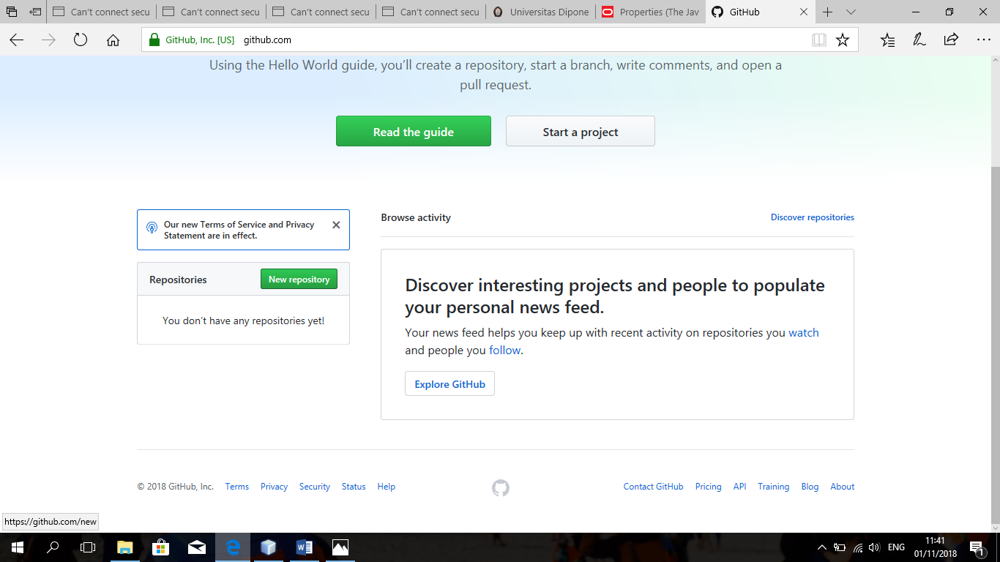 Can't connect secu
Can't connect secu
Can't connect secu
Can't connect secu
Universitas Dipone
Properties (The Jav
GitHub
GitHub, Inc. [US] github.com
Using the Hello World guide, you'll create a repository, start a branch, write comments, and open a
pull request.
Read the guide
Start a project
Our new Terms of Service and Privacy
Statement are in effect.
Repositories
New repository
You don't have any repositories yet!
Browse activity
Discover repositories
Discover interesting projects and people to populate
your personal news feed.
Your news feed helps you keep up with recent activity on repositories you watch
and people you follow.
Explore GitHub
© 2018 GitHub, Inc. Terms Privacy Security Status Help
Contact GitHub Pricing API Training Blog About
https://github.com/new
ENG
11:41
01/11/2018
1